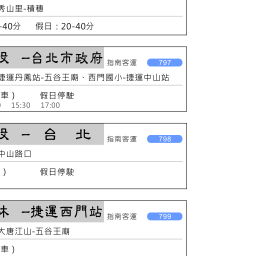 秀山里-積穗
-40分 假日：20-40分
設 －台北市政府 指南客運 797
捷運丹鳳站-五谷王廟、西門國小-捷運中山站
車） 假日停駛
15:30 17:00
設 － 台 北 指南客運 798
中山路口
） 假日停駛
林 －捷運西門站 指南客運 799
大唐江山-五谷王廟
車）